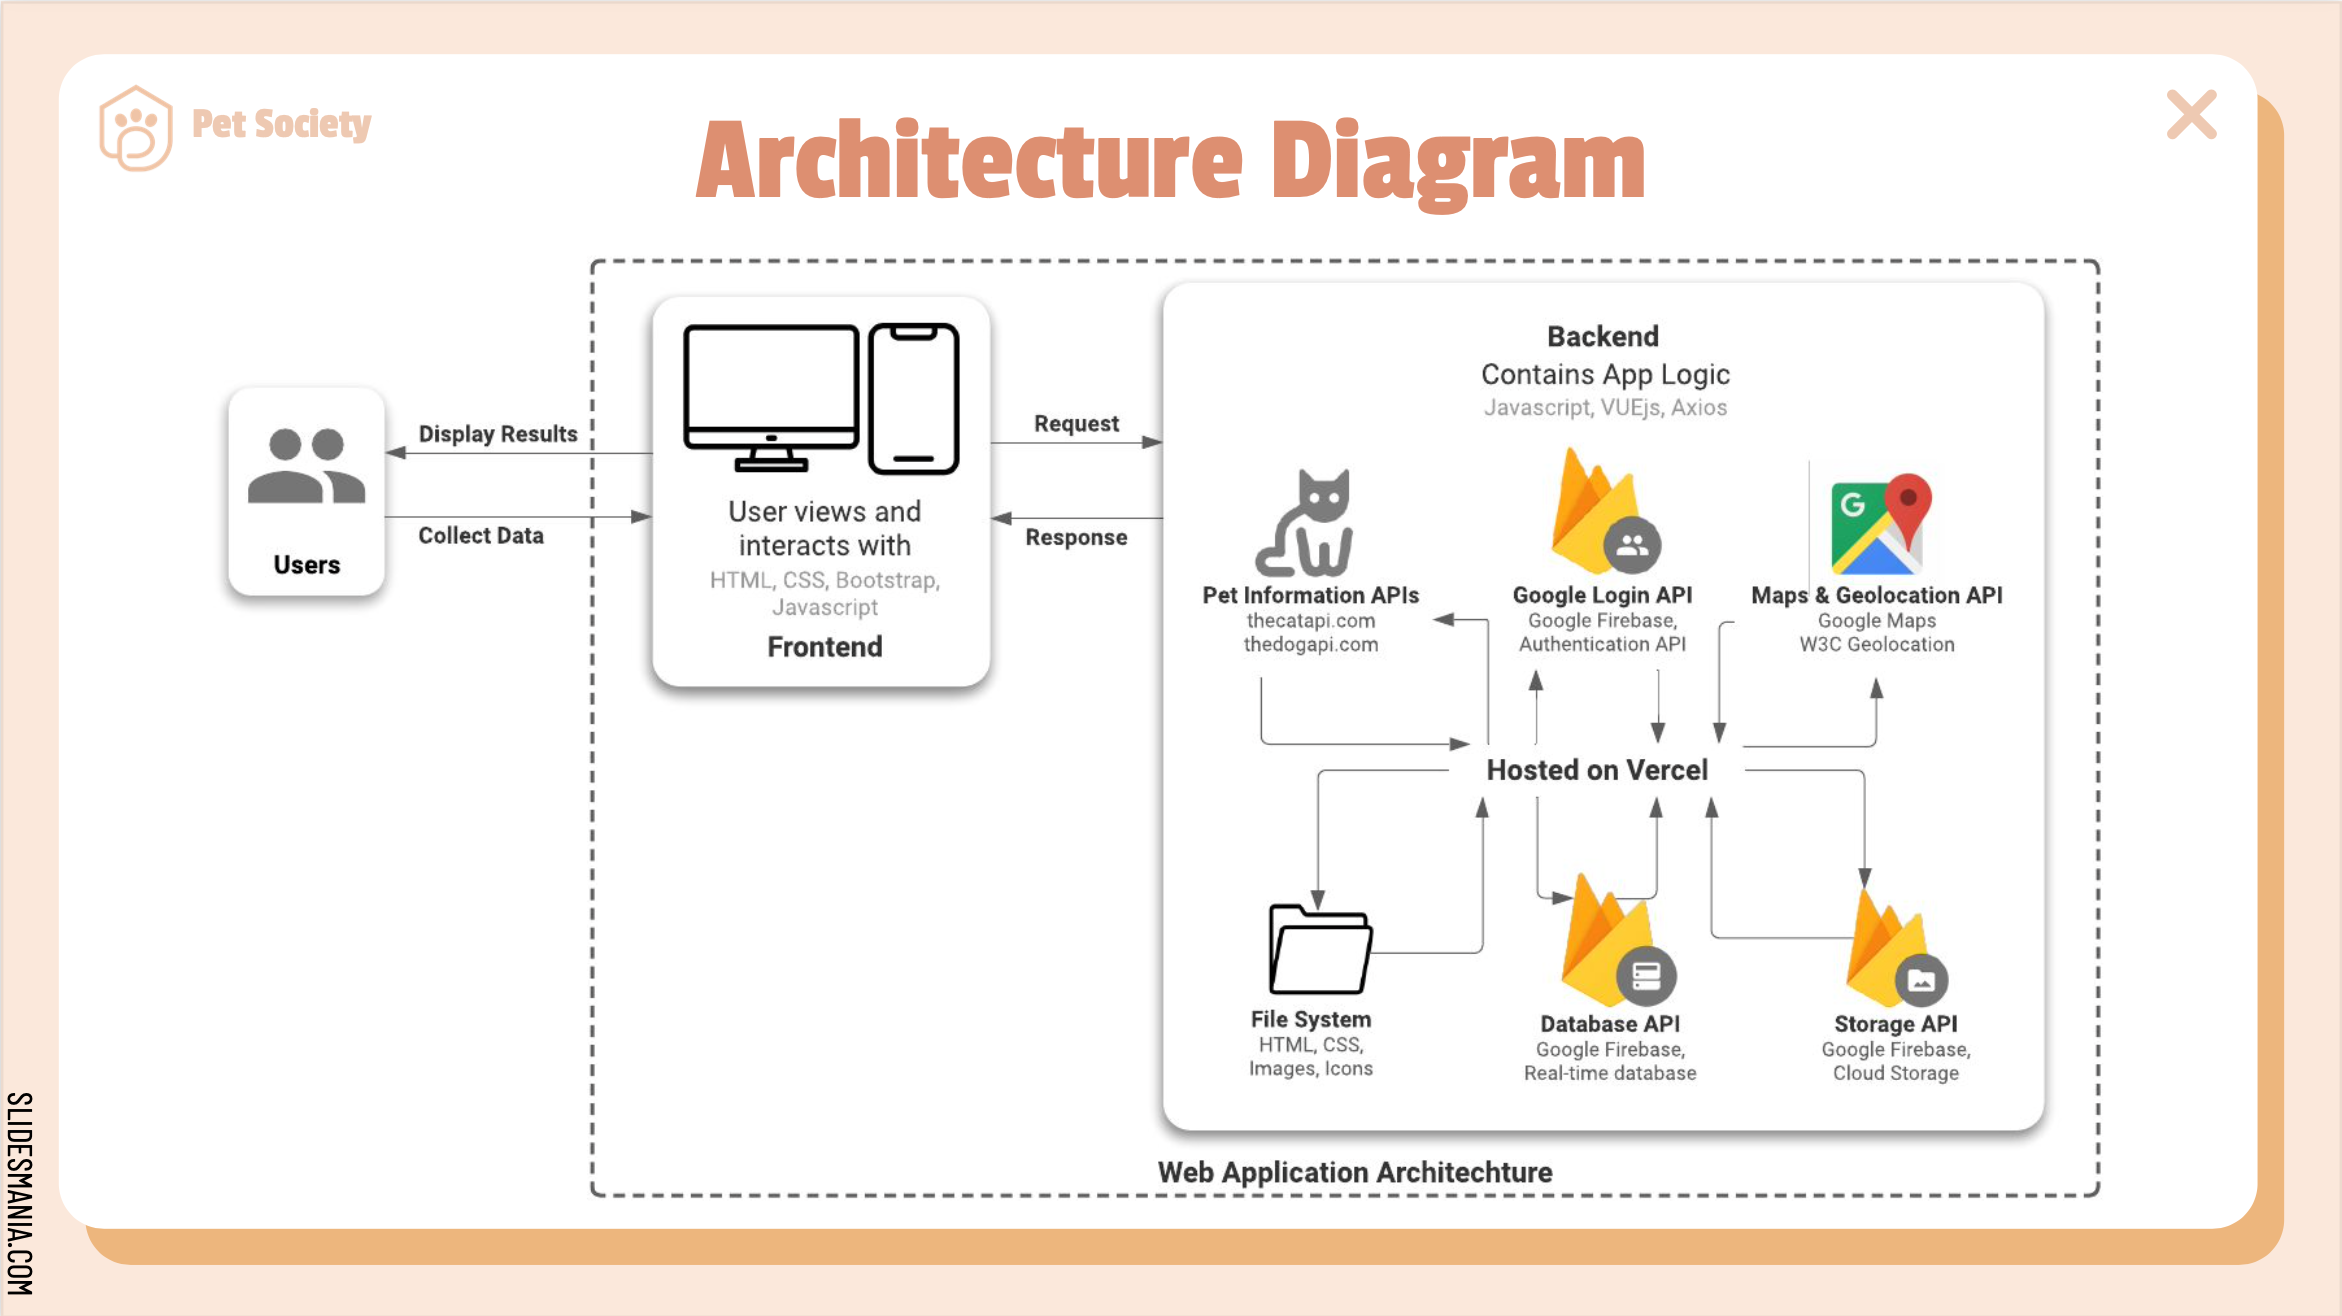 Pet Society
Architecture Diagram
Users
Display Results
Collect Data
User views and
interacts with
HTML, CSS, Bootstrap,
Javascript
Frontend
Request
Response
Backend
Contains App Logic
Javascript, VUEjs, Axios
Pet Information APIs
thecatapi.com
thedogapi.com
Google Login API
Google Firebase,
Authentication API
G
Maps & Geolocation API
Google Maps
W3C Geolocation
Hosted on Vercel
File System
HTML, CSS,
Images, Icons
Database API
Google Firebase,
Real-time database
Storage API
Google Firebase,
Cloud Storage
Web Application Architechture
SLIDESMANIA.COM